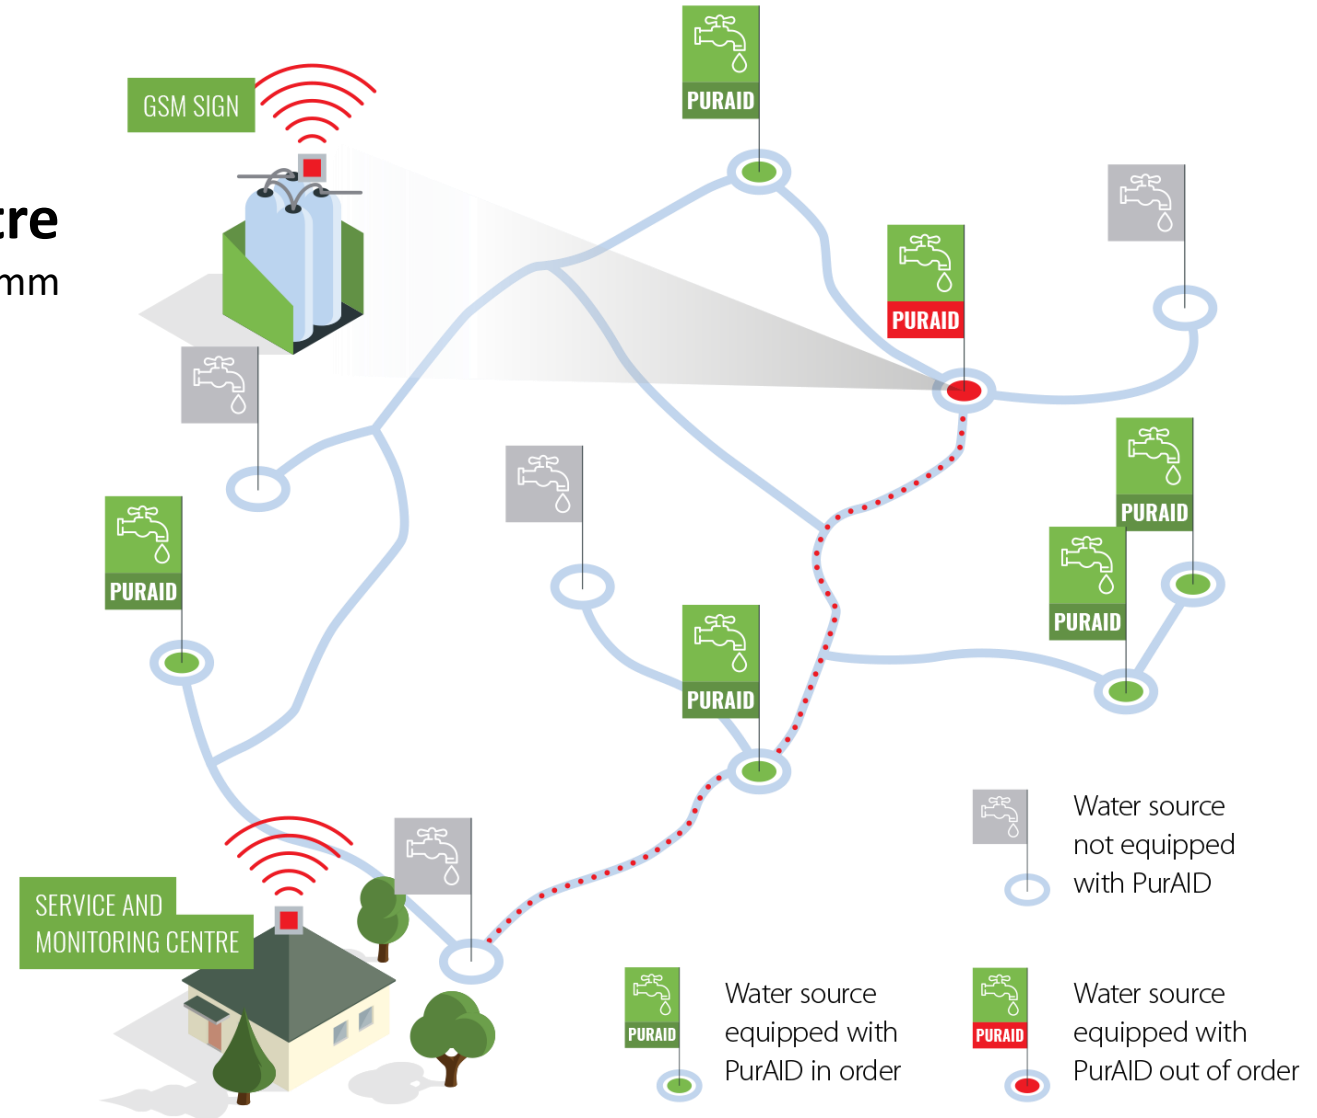 GSM SIGN
PURAID
tre
mm
PURAID
PURAID
PURAID
PURAID
PURAID
SERVICE AND
MONITORING CENTRE
Water source
not equipped
with PurAID
PURAID
Water source
equipped with
PurAID in order
PURAID
Water source
equipped with
PurAID out of order